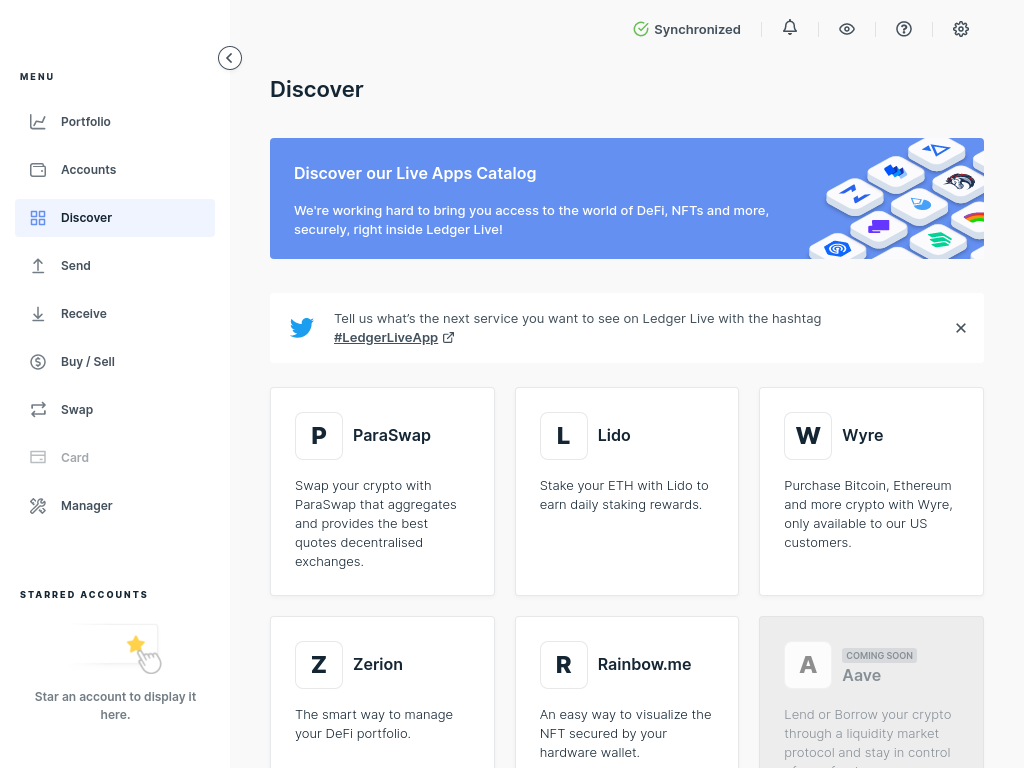 Synchronized
MENU
Portfolio
Accounts
Discover
Send
Receive
Buy / Sell
Swap
Card
Manager
STARRED ACCOUNTS
Star an account to display it
here.
Discover
Discover our Live Apps Catalog
We're working hard to bring you access to the world of DeFi, NFTs and more,
securely, right inside Ledger Live!
Tell us what’s the next service you want to see on Ledger Live with the hashtag
#LedgerLiveApp
P
ParaSwap
Swap your crypto with
ParaSwap that aggregates
and provides the best
quotes decentralised
exchanges.
L
Lido
Stake your ETH with Lido to
earn daily staking rewards.
W
Wyre
Purchase Bitcoin, Ethereum
and more crypto with Wyre,
only available to our US
customers.
Z
Zerion
The smart way to manage
your DeFi portfolio.
R
Rainbow.me
An easy way to visualize the
NFT secured by your
hardware wallet.
A
COMING SOON
Aave
Lend or Borrow your crypto
through a liquidity market
protocol and stay in control